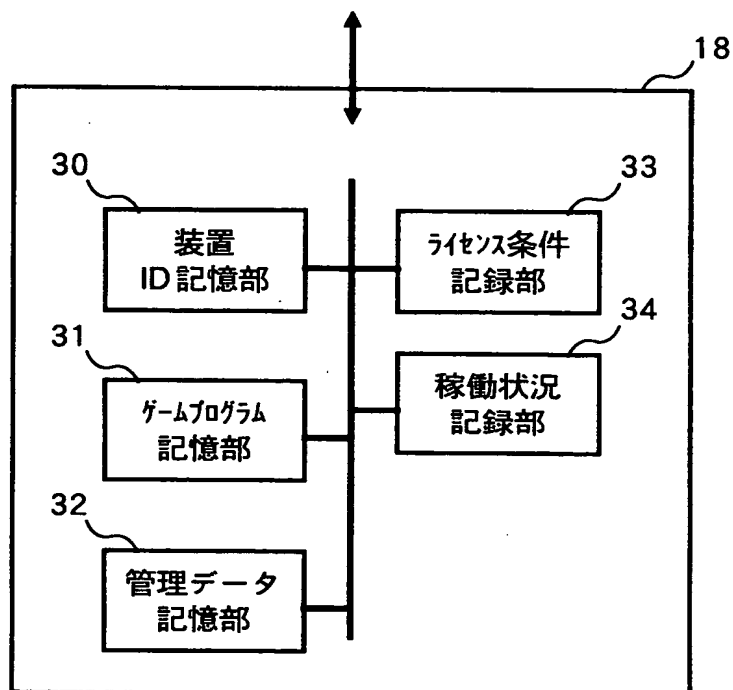 18
30
装置
ID記憶部
33
ﾗｲｾﾝｽ条件
記録部
31
ｹﾞｰﾑﾌﾟﾛｸﾞﾗﾑ
記憶部
34
稼働状況
記録部
32
管理データ
記憶部